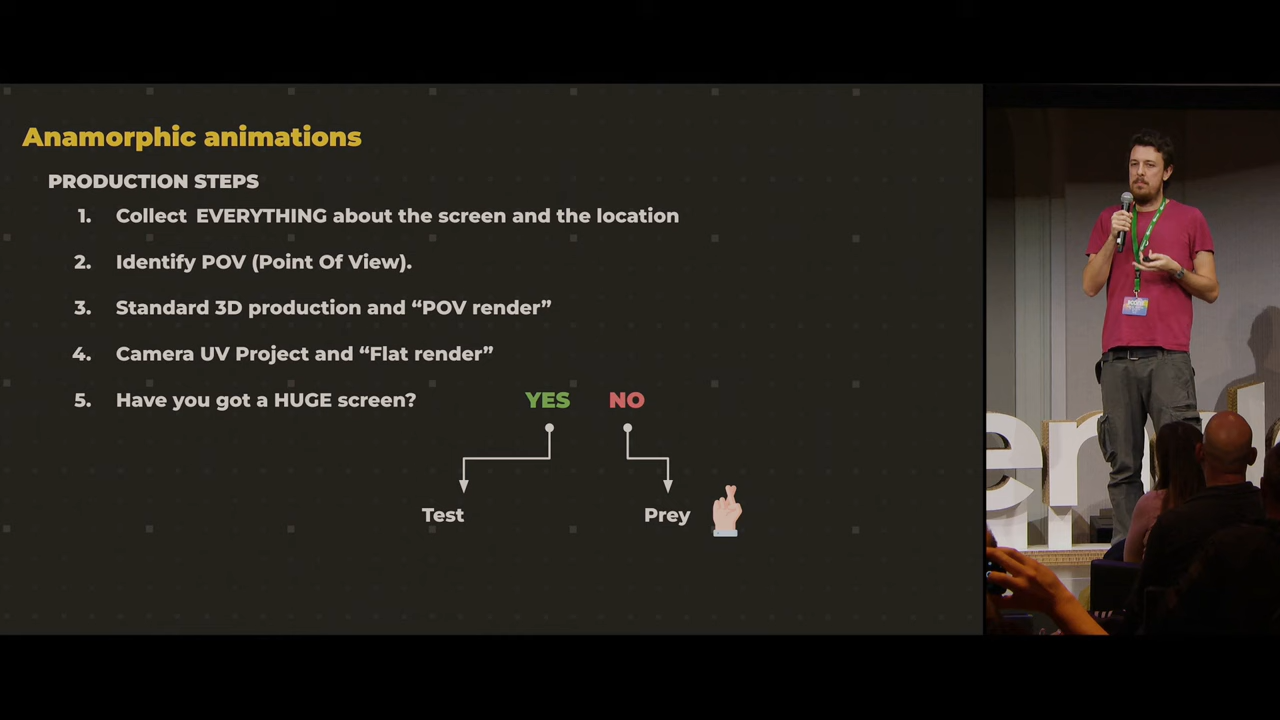 Anamorphic animations
PRODUCTION STEPS
1. Collect EVERYTHING about the screen and the location
2. Identify POV (Point Of View).
3. Standard 3D production and “POV render”
4. Camera UV Project and “Flat render”
5. Have you got a HUGE screen? YES NO
Test Prey